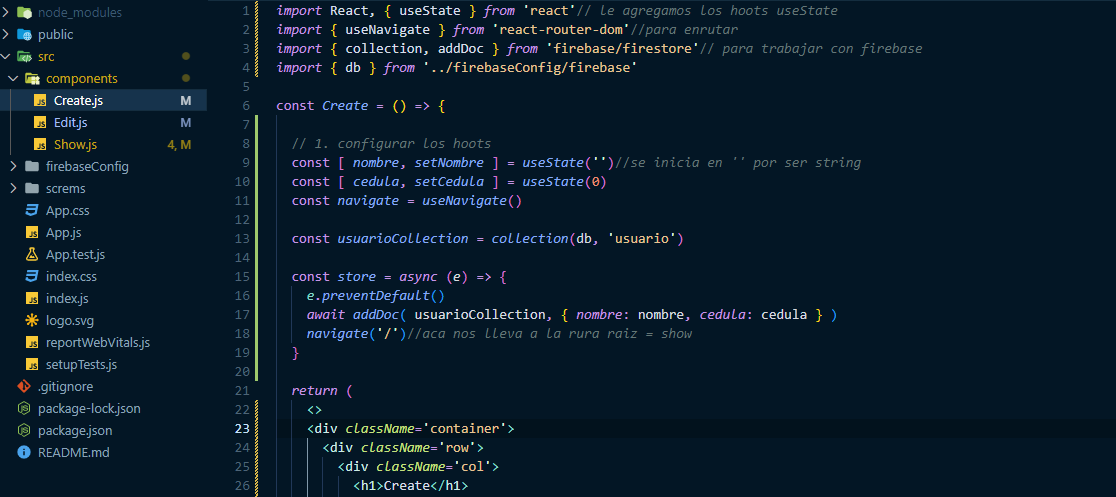 node_modules
public
src
components
Create.js M
Edit.js M
Show.js 4, M
firebaseConfig
screms
App.css
App.js
App.test.js
index.css
index.js
logo.svg
reportWebVitals.js
setupTests.js
.gitignore
package-lock.json
package.json
README.md
1 import React, { useState } from 'react'// le agregamos los hoots useState
2 import { useNavigate } from 'react-router-dom'//para enrutar
3 import { collection, addDoc } from 'firebase/firestore'// para trabajar con firebase
4 import { db } from '../firebaseConfig/firebase'
5
6 const Create = () => {
7
8 // 1. configurar los hoots
9 const [ nombre, setNombre ] = useState('')//se inicia en '' por ser string
10 const [ cedula, setCedula ] = useState(0)
11 const navigate = useNavigate()
12
13 const usuarioCollection = collection(db, 'usuario')
14
15 const store = async (e) => {
16 e.preventDefault()
17 await addDoc( usuarioCollection, { nombre: nombre, cedula: cedula } )
18 navigate('/')//aca nos lleva a la rura raiz = show
19 }
20
21 return (
22 <>
23 <div className='container'>
24 <div className='row'>
25 <div className='col'>
26 <h1>Create</h1>